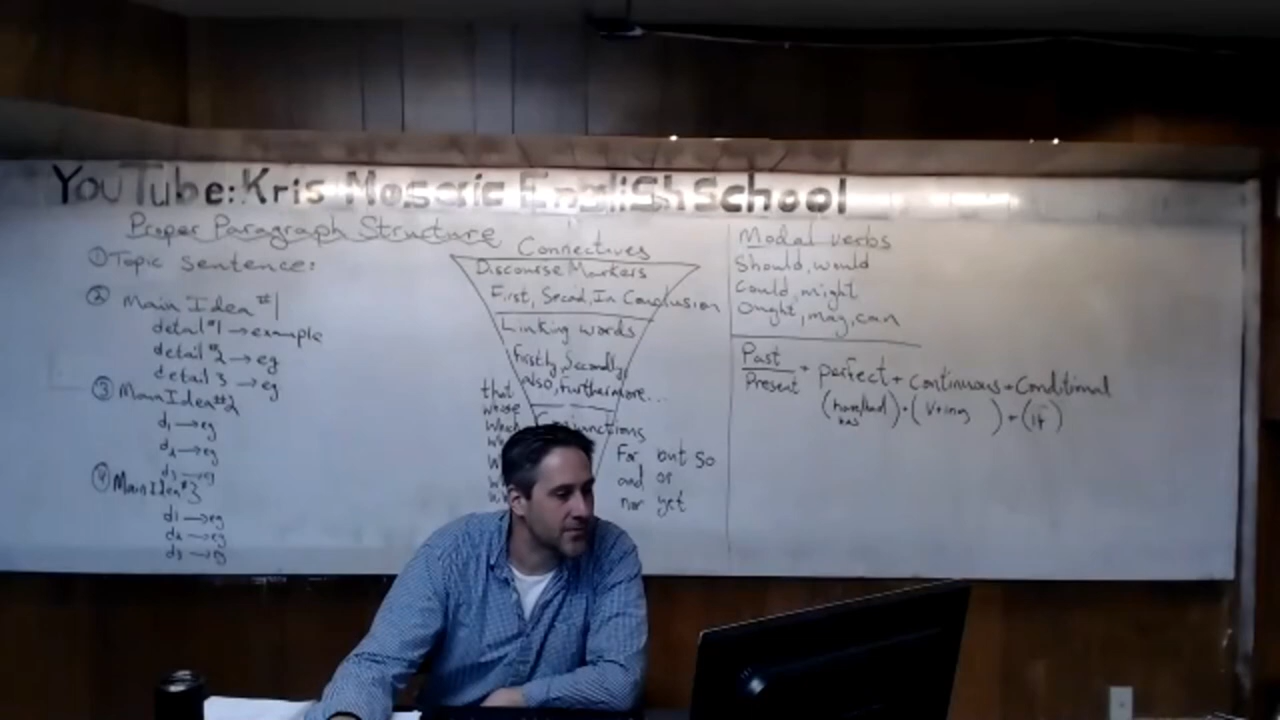 YouTube: Kris Mosaic English School
Proper Paragraph Structure
① Topic Sentence:
② Main Idea #1
detail #1 → example
detail #2 → eg
detail 3 → eg
③ Main Idea #2
d1 → eg
d2 → eg
d3 → eg
④ Main Idea #3
d1 → eg
d2 → eg
d3 → eg
Connectives
Discourse Markers
First, Secod, In Conclusion
Linking words
firstly, Secondly,
also, furthermore...
that
whose
which
For but so
and or
nor yet
Modal verbs
Should, would
Could, might
Ought, may, can
Past
Present
+ perfect + continuous + Conditional
(have/had) + (V+ing ) + (if )
has